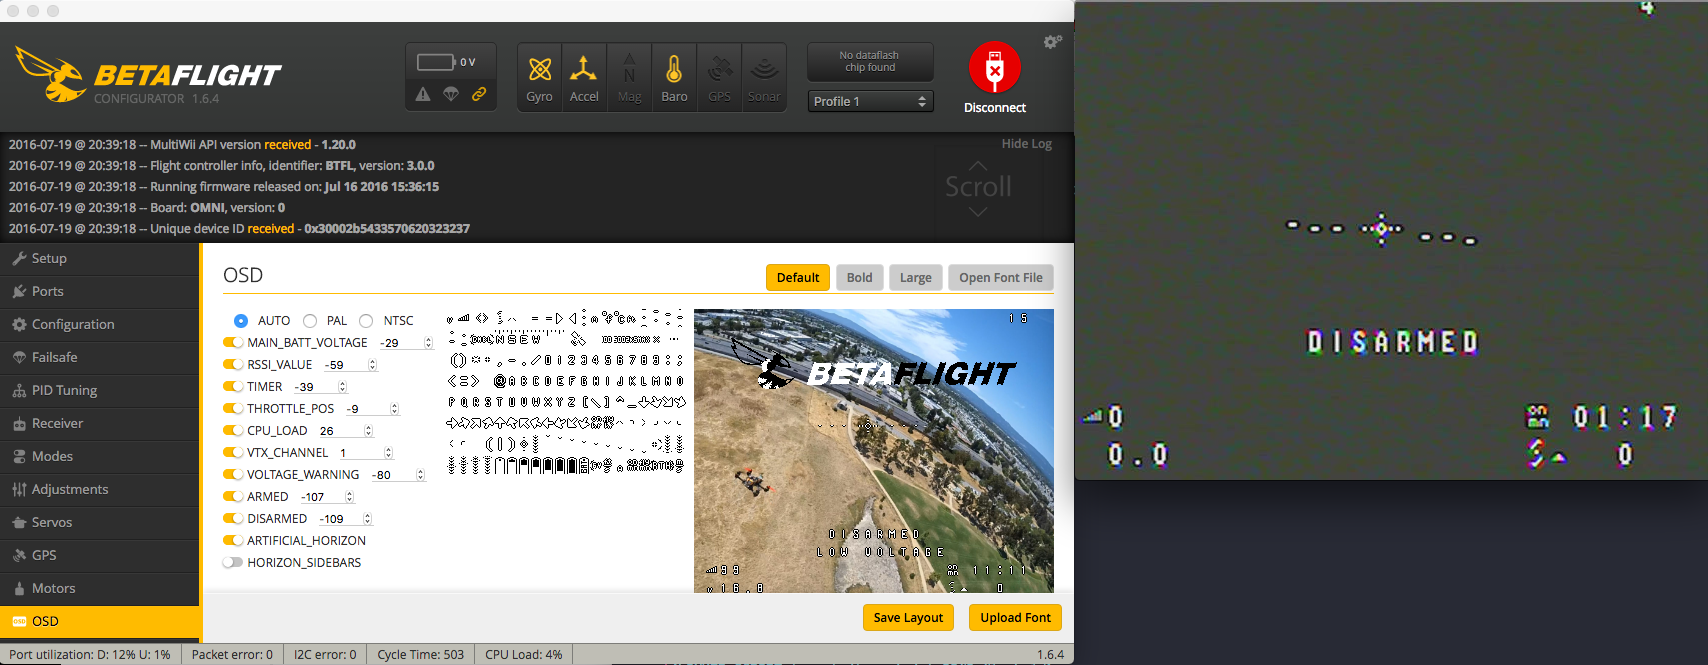 BETAFLIGHT
CONFIGURATOR 1.6.4
0 V
Gyro
Accel
Mag
Baro
GPS
Sonar
No dataflash
chip found
Profile 1
Disconnect
2016-07-19 @ 20:39:18 -- MultiWii API version received - 1.20.0
2016-07-19 @ 20:39:18 -- Flight controller info, identifier: BTFL, version: 3.0.0
2016-07-19 @ 20:39:18 -- Running firmware released on: Jul 16 2016 15:36:15
2016-07-19 @ 20:39:18 -- Board: OMNI, version: 0
2016-07-19 @ 20:39:18 -- Unique device ID received - 0x30002b5433570620323237
Hide Log
Scroll
Setup
Ports
Configuration
Failsafe
PID Tuning
Receiver
Modes
Adjustments
Servos
GPS
Motors
OSD
OSD
Default
Bold
Large
Open Font File
AUTO
PAL
NTSC
MAIN_BATT_VOLTAGE -29
RSSI_VALUE -59
TIMER -39
THROTTLE_POS -9
CPU_LOAD 26
VTX_CHANNEL 1
VOLTAGE_WARNING -80
ARMED -107
DISARMED -109
ARTIFICIAL_HORIZON
HORIZON_SIDEBARS
0 1 2 3 4 5 6 7 8 9 : ;
< = > @ A B C D E F G H I J K L M N O
P Q R S T U V W X Y Z [ \ ] ^ _
15
BETAFLIGHT
DISARMED
LOW VOLTAGE
99
ON MN 11:11
16.8
0
Save Layout
Upload Font
Port utilization: D: 12% U: 1%
Packet error: 0
I2C error: 0
Cycle Time: 503
CPU Load: 4%
1.6.4
4
DISARMED
0
ON MN 01:17
0.0
0